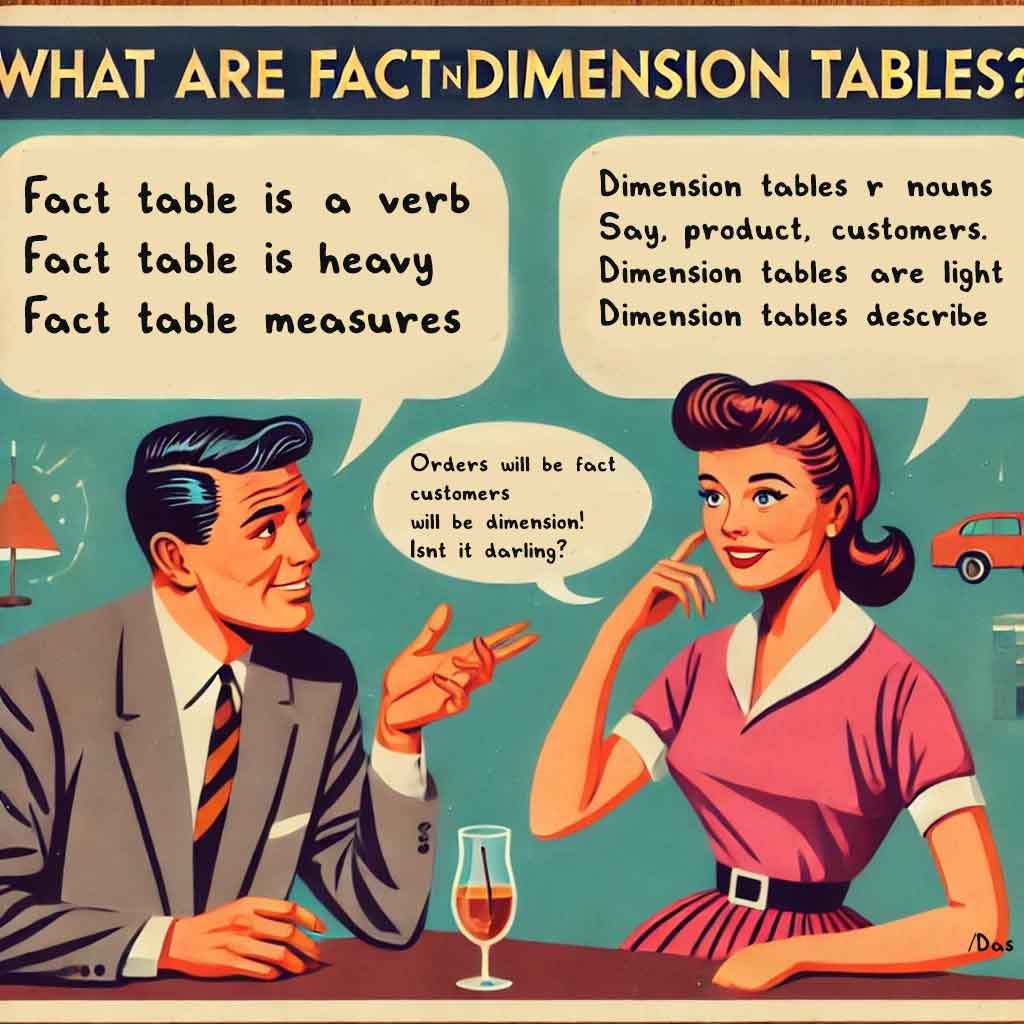 WHAT ARE FACT N DIMENSION TABLES?
Fact table is a verb
Fact table is heavy
Fact table measures
Dimension tables r nouns
Say, product, customers.
Dimension tables are light
Dimension tables describe
Orders will be fact
customers
will be dimension!
Isnt it darling?
/Das